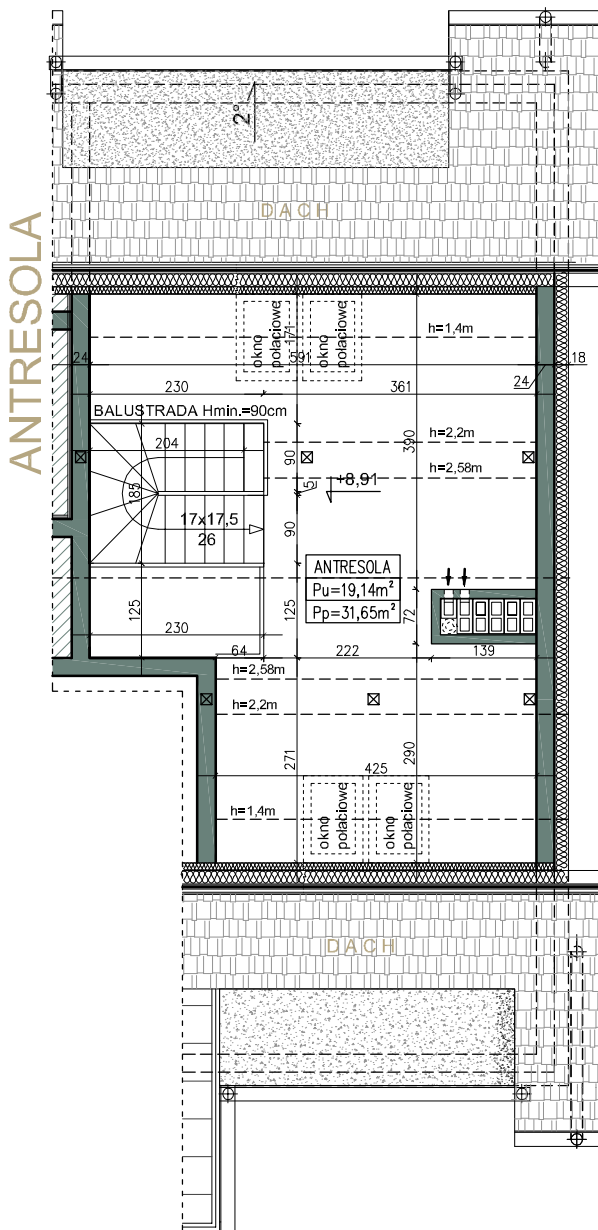 ANTRESOLA
2°
DACH
okno
połaciowe
okno
połaciowe
171
h=1,4m
24
591
18
230
361
24
BALUSTRADA Hmin.=90cm
390
h=2,2m
204
90
h=2,58m
185
5
+8,91
17x17,5
26
90
ANTRESOLA
Pu=19,14m²
Pp=31,65m²
125
125
72
230
64
222
139
h=2,58m
h=2,2m
271
290
425
h=1,4m
okno
połaciowe
okno
połaciowe
DACH